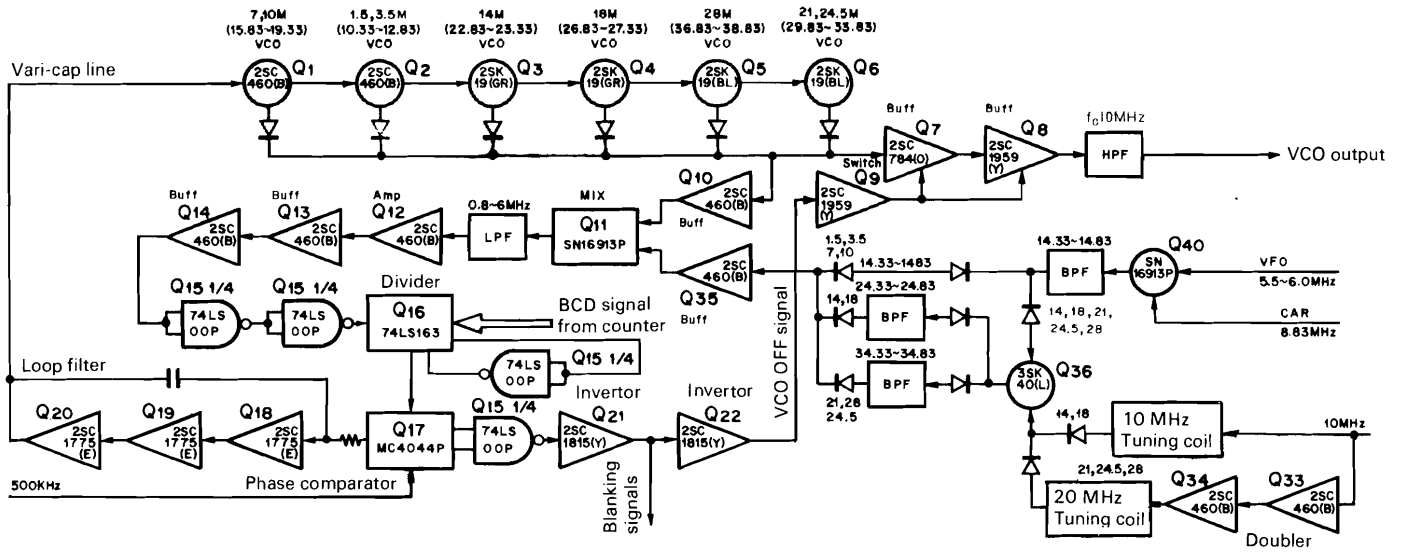 7,10M
(15.83~19.33)
VCO
1.5, 3.5M
(10.33~12.83)
VCO
14M
(22.83~23.33)
VCO
18M
(26.83~27.33)
VCO
28M
(36.83~38.83)
VCO
21, 24.5M
(29.83~33.83)
VCO
Vari-cap line
2SC
460(B)
Q1
2SC
460(B)
Q2
2SK
19(GR)
Q3
2SK
19(GR)
Q4
2SK
19(BL)
Q5
2SK
19(BL)
Q6
Buff
Q7
2SC
784(O)
Buff
Q8
2SC
1959
(Y)
fc10MHz
HPF
VCO output
Switch
Q9
2SC
1959
(Y)
Buff
Q14
2SC
460(B)
Buff
Q13
2SC
460(B)
Amp
Q12
2SC
460(B)
0.8~6MHz
LPF
MIX
Q11
SN16913P
Q10
2SC
460(B)
Buff
2SC
460(B)
Q35
Buff
VCO OFF signal
1.5, 3.5
7,10
14.33~1483
14.33~14.83
BPF
Q40
SN
16913P
VFO
5.5~6.0MHz
CAR
8.83MHz
24.33~24.83
14,18
BPF
14, 18, 21,
24.5, 28
34.33~34.83
BPF
21, 28
24.5
3SK
40(L)
Q36
Q15 1/4
74LS
00P
Q15 1/4
74LS
00P
Divider
Q16
74LS163
BCD signal
from counter
74LS
00P
Q15 1/4
Loop filter
Q20
2SC
1775
(E)
Q19
2SC
1775
(E)
Q18
2SC
1775
(E)
Q17
MC4044P
Phase comparator
Q15 1/4
74LS
00P
Invertor
Q21
2SC
1815(Y)
Invertor
Q22
2SC
1815(Y)
Blanking
signals
500KHz
14,18
10 MHz
Tuning coil
10MHz
21, 24.5, 28
20 MHz
Tuning coil
Q34
2SC
460(B)
Q33
2SC
460(B)
Doubler